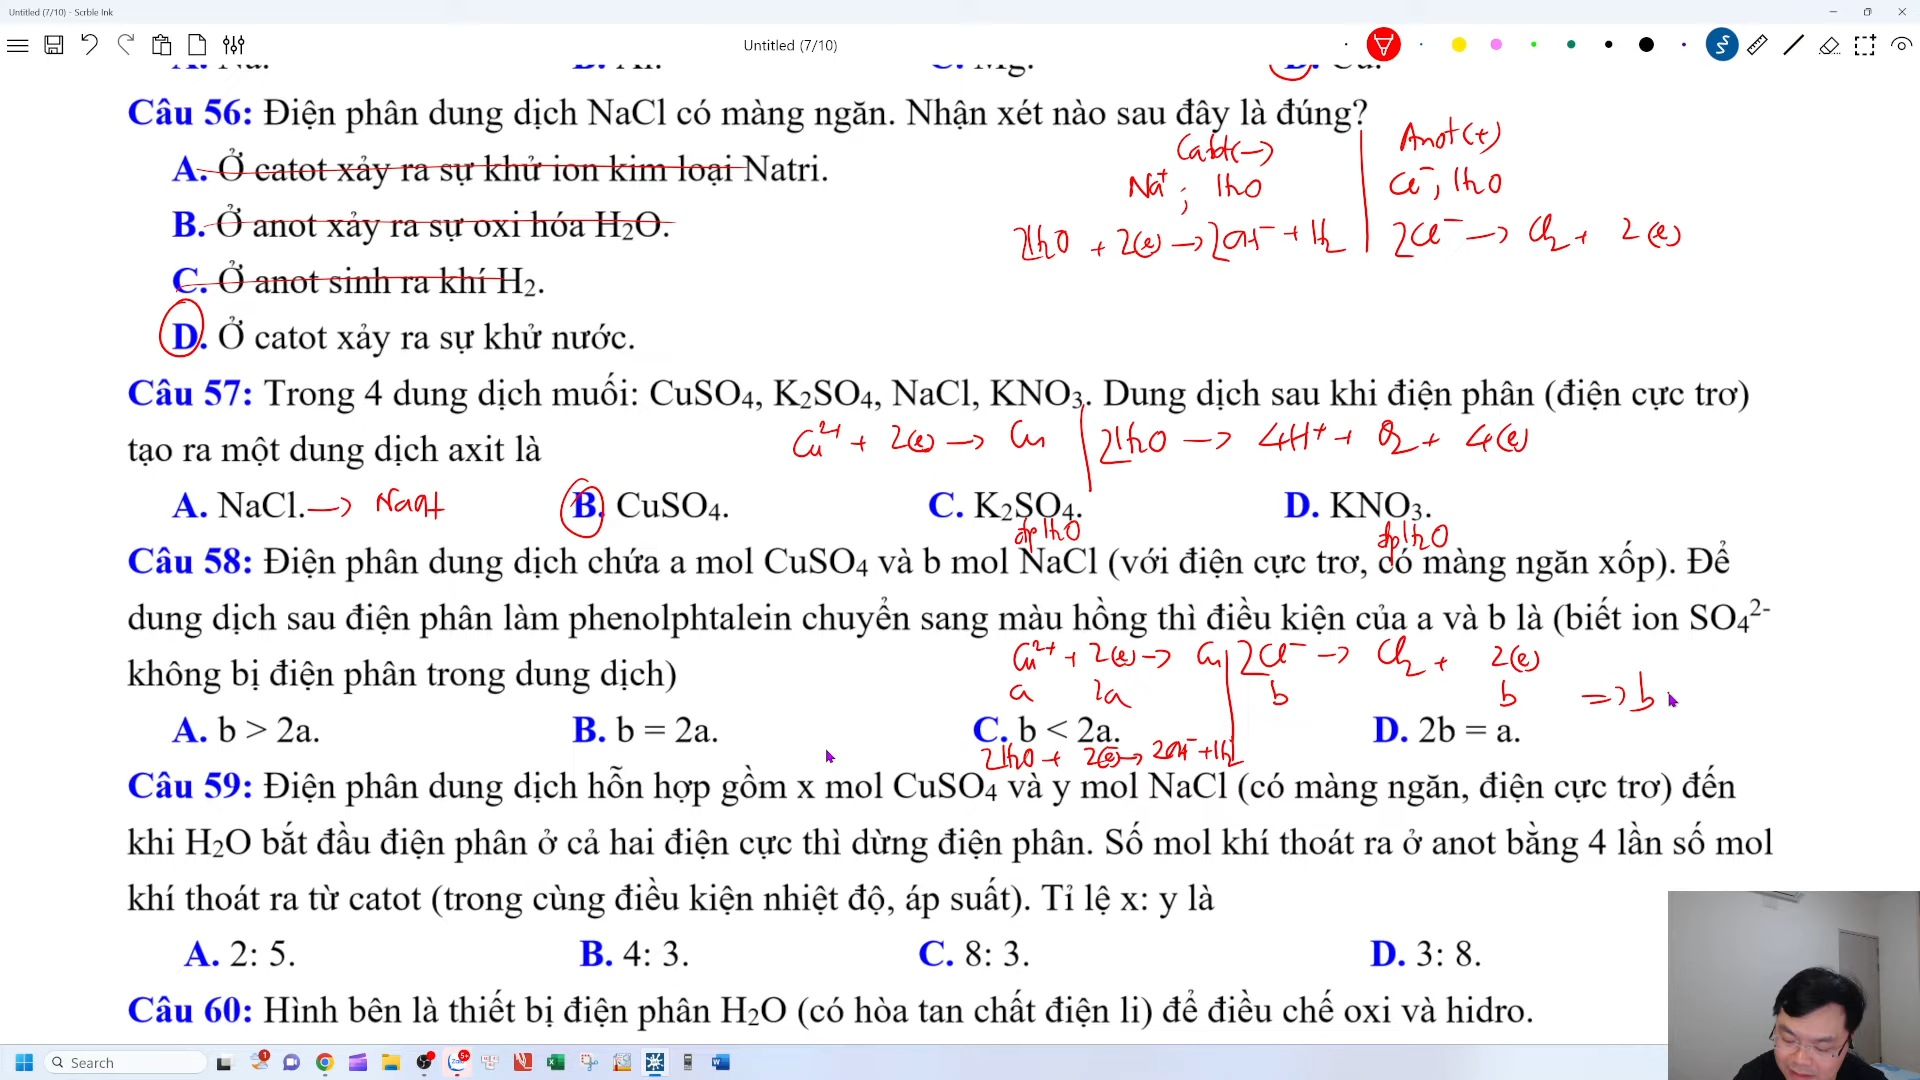 Untitled (7/10) - Scrble Ink
Untitled (7/10)
A. Na. B. Al. C. Mg. D. Cu.
Câu 56: Điện phân dung dịch NaCl có màng ngăn. Nhận xét nào sau đây là đúng?
Catot(-) Anot(+)
A. Ở catot xảy ra sự khử ion kim loại Natri.
Na⁺; H₂O Cl⁻, H₂O
B. Ở anot xảy ra sự oxi hóa H₂O.
2H₂O + 2(e) → 2OH⁻ + H₂ 2Cl⁻ → Cl₂ + 2(e)
C. Ở anot sinh ra khí H₂.
D. Ở catot xảy ra sự khử nước.
Câu 57: Trong 4 dung dịch muối: CuSO₄, K₂SO₄, NaCl, KNO₃. Dung dịch sau khi điện phân (điện cực trơ)
tạo ra một dung dịch axit là
Cu²⁺ + 2(e) → Cu 2H₂O → 4H⁺ + O₂ + 4(e)
A. NaCl. → NaOH B. CuSO₄. C. K₂SO₄. D. KNO₃.
đp H₂O đp H₂O
Câu 58: Điện phân dung dịch chứa a mol CuSO₄ và b mol NaCl (với điện cực trơ, có màng ngăn xốp). Để
dung dịch sau điện phân làm phenolphtalein chuyển sang màu hồng thì điều kiện của a và b là (biết ion SO₄²⁻
không bị điện phân trong dung dịch)
Cu²⁺ + 2(e) → Cu 2Cl⁻ → Cl₂ + 2(e)
a 2a b b => b
A. b > 2a. B. b = 2a. C. b < 2a. D. 2b = a.
2H₂O + 2(e) → 2OH⁻ + H₂
Câu 59: Điện phân dung dịch hỗn hợp gồm x mol CuSO₄ và y mol NaCl (có màng ngăn, điện cực trơ) đến
khi H₂O bắt đầu điện phân ở cả hai điện cực thì dừng điện phân. Số mol khí thoát ra ở anot bằng 4 lần số mol
khí thoát ra từ catot (trong cùng điều kiện nhiệt độ, áp suất). Tỉ lệ x: y là
A. 2: 5. B. 4: 3. C. 8: 3. D. 3: 8.
Câu 60: Hình bên là thiết bị điện phân H₂O (có hòa tan chất điện li) để điều chế oxi và hidro.
Search